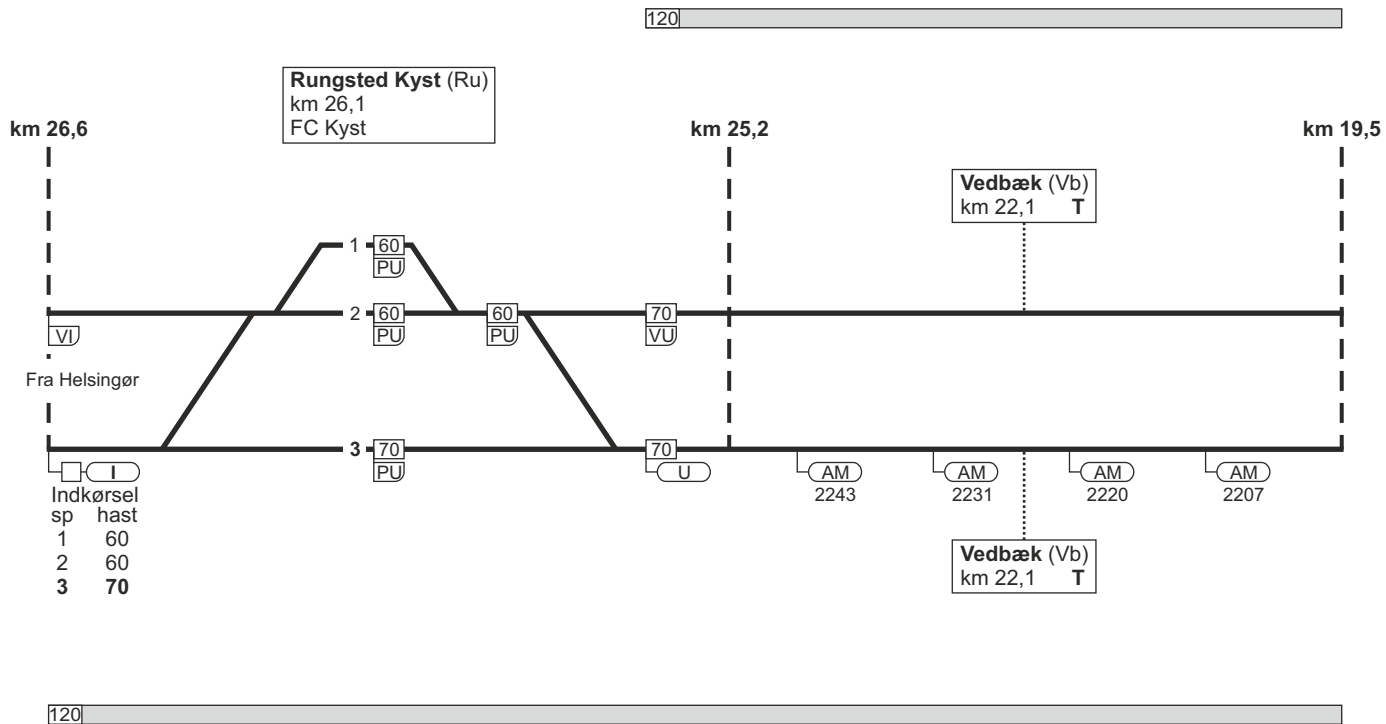 120
Rungsted Kyst (Ru)
km 26,1
FC Kyst
km 26,6
km 25,2
km 19,5
Vedbæk (Vb)
km 22,1 T
1 60
PU
2 60 60 70
VI PU PU VU
Fra Helsingør
3 70 70
I PU U AM AM AM AM
2243 2231 2220 2207
Indkørsel
sp hast
1 60
2 60
3 70
Vedbæk (Vb)
km 22,1 T
120